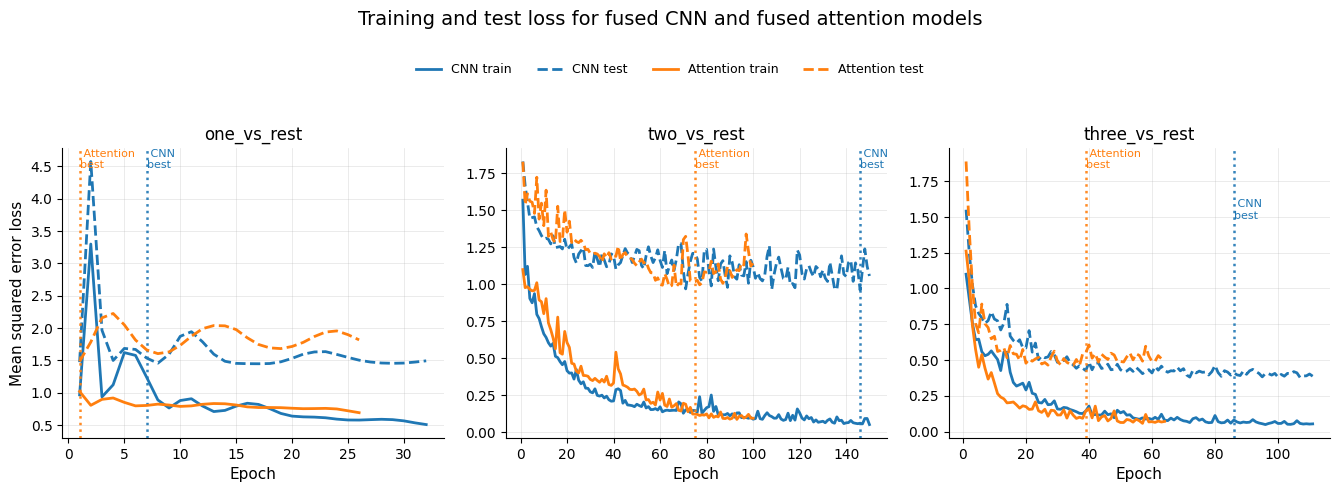 Training and test loss for fused CNN and fused attention models
CNN train CNN test Attention train Attention test
one_vs_rest
two_vs_rest
three_vs_rest
Mean squared error loss
4.5
4.0
3.5
3.0
2.5
2.0
1.5
1.0
0.5
Attention
best
CNN
best
0 5 10 15 20 25 30
Epoch
1.75
1.50
1.25
1.00
0.75
0.50
0.25
0.00
Attention
best
CNN
best
0 20 40 60 80 100 120 140
Epoch
1.75
1.50
1.25
1.00
0.75
0.50
0.25
0.00
Attention
best
CNN
best
0 20 40 60 80 100
Epoch